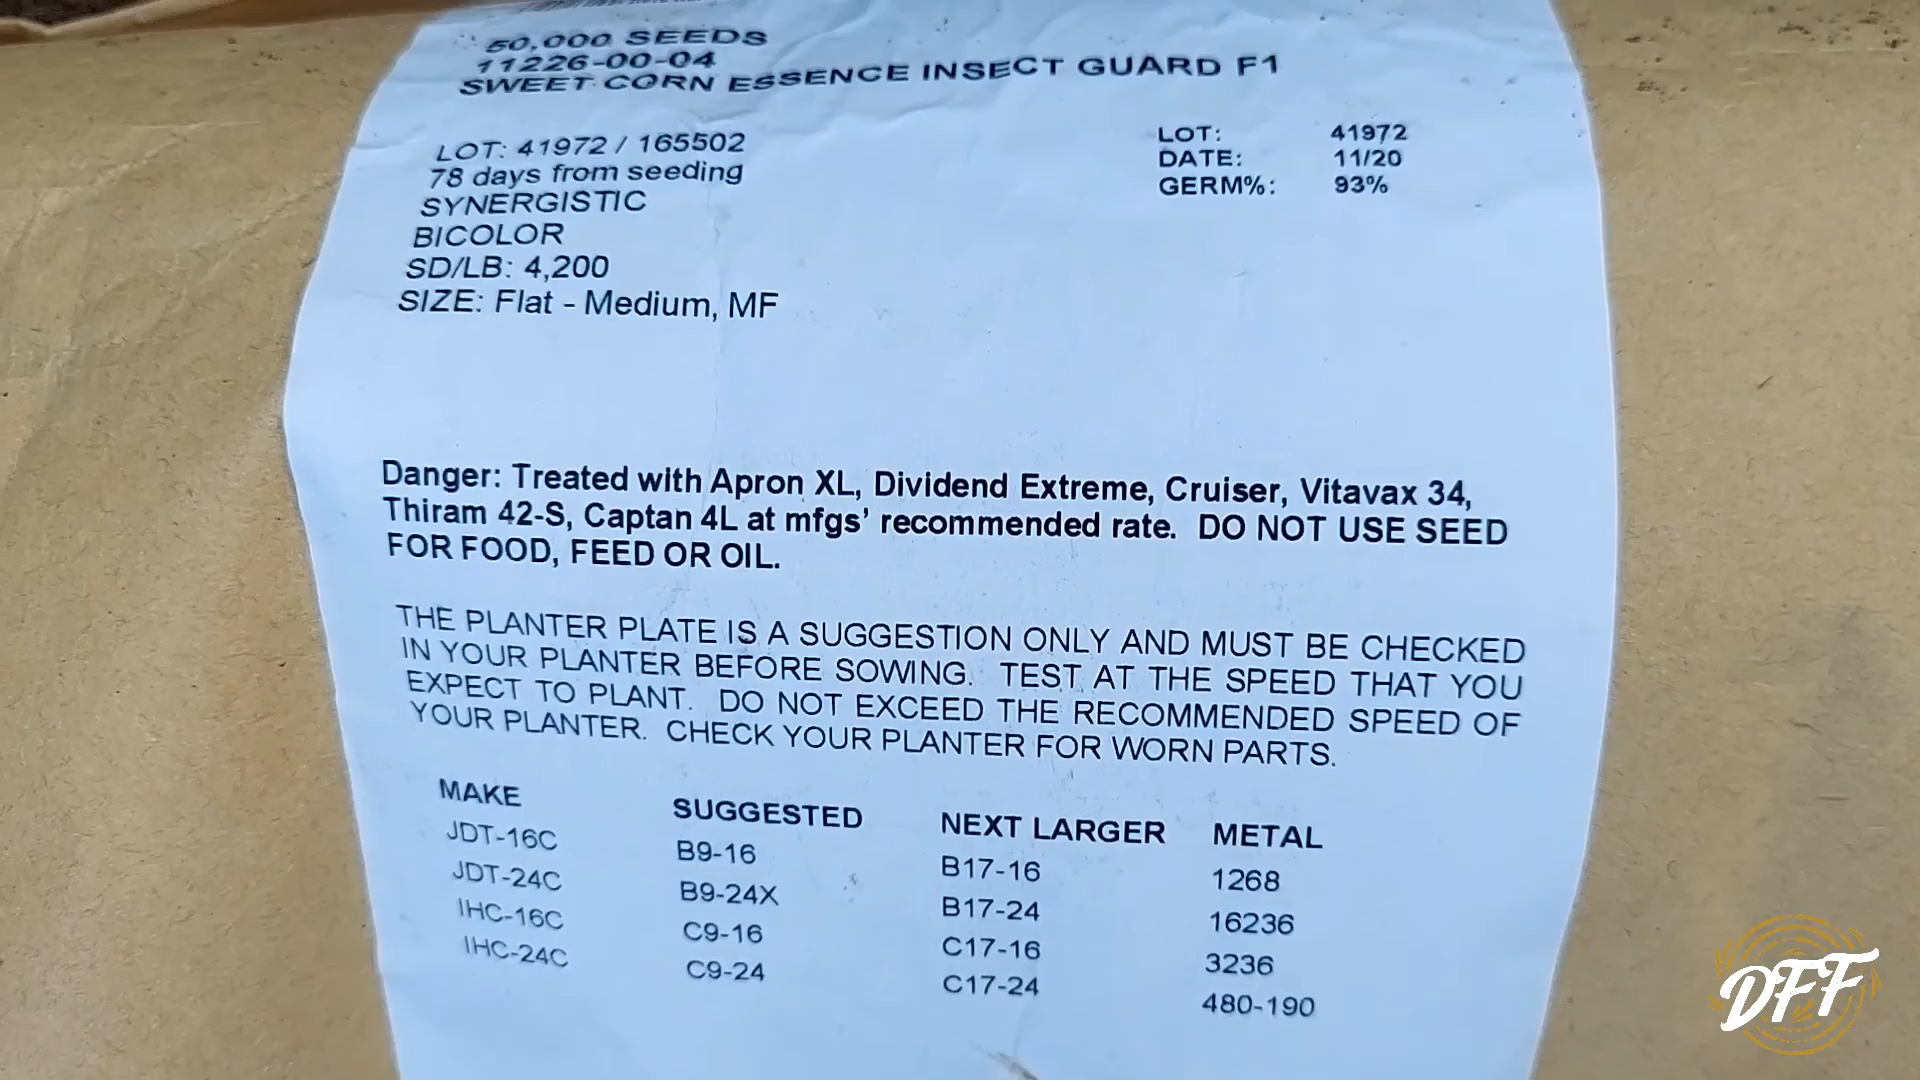 50,000 SEEDS
11226-00-04
SWEET CORN ESSENCE INSECT GUARD F1
LOT: 41972 / 165502
78 days from seeding
SYNERGISTIC
BICOLOR
SD/LB: 4,200
SIZE: Flat - Medium, MF
LOT: 41972
DATE: 11/20
GERM%: 93%
Danger: Treated with Apron XL, Dividend Extreme, Cruiser, Vitavax 34,
Thiram 42-S, Captan 4L at mfgs' recommended rate. DO NOT USE SEED
FOR FOOD, FEED OR OIL.
THE PLANTER PLATE IS A SUGGESTION ONLY AND MUST BE CHECKED
IN YOUR PLANTER BEFORE SOWING. TEST AT THE SPEED THAT YOU
EXPECT TO PLANT. DO NOT EXCEED THE RECOMMENDED SPEED OF
YOUR PLANTER. CHECK YOUR PLANTER FOR WORN PARTS.
MAKE SUGGESTED NEXT LARGER METAL
JDT-16C B9-16 B17-16 1268
JDT-24C B9-24X B17-24 16236
IHC-16C C9-16 C17-16 3236
IHC-24C C9-24 C17-24 480-190
DFF